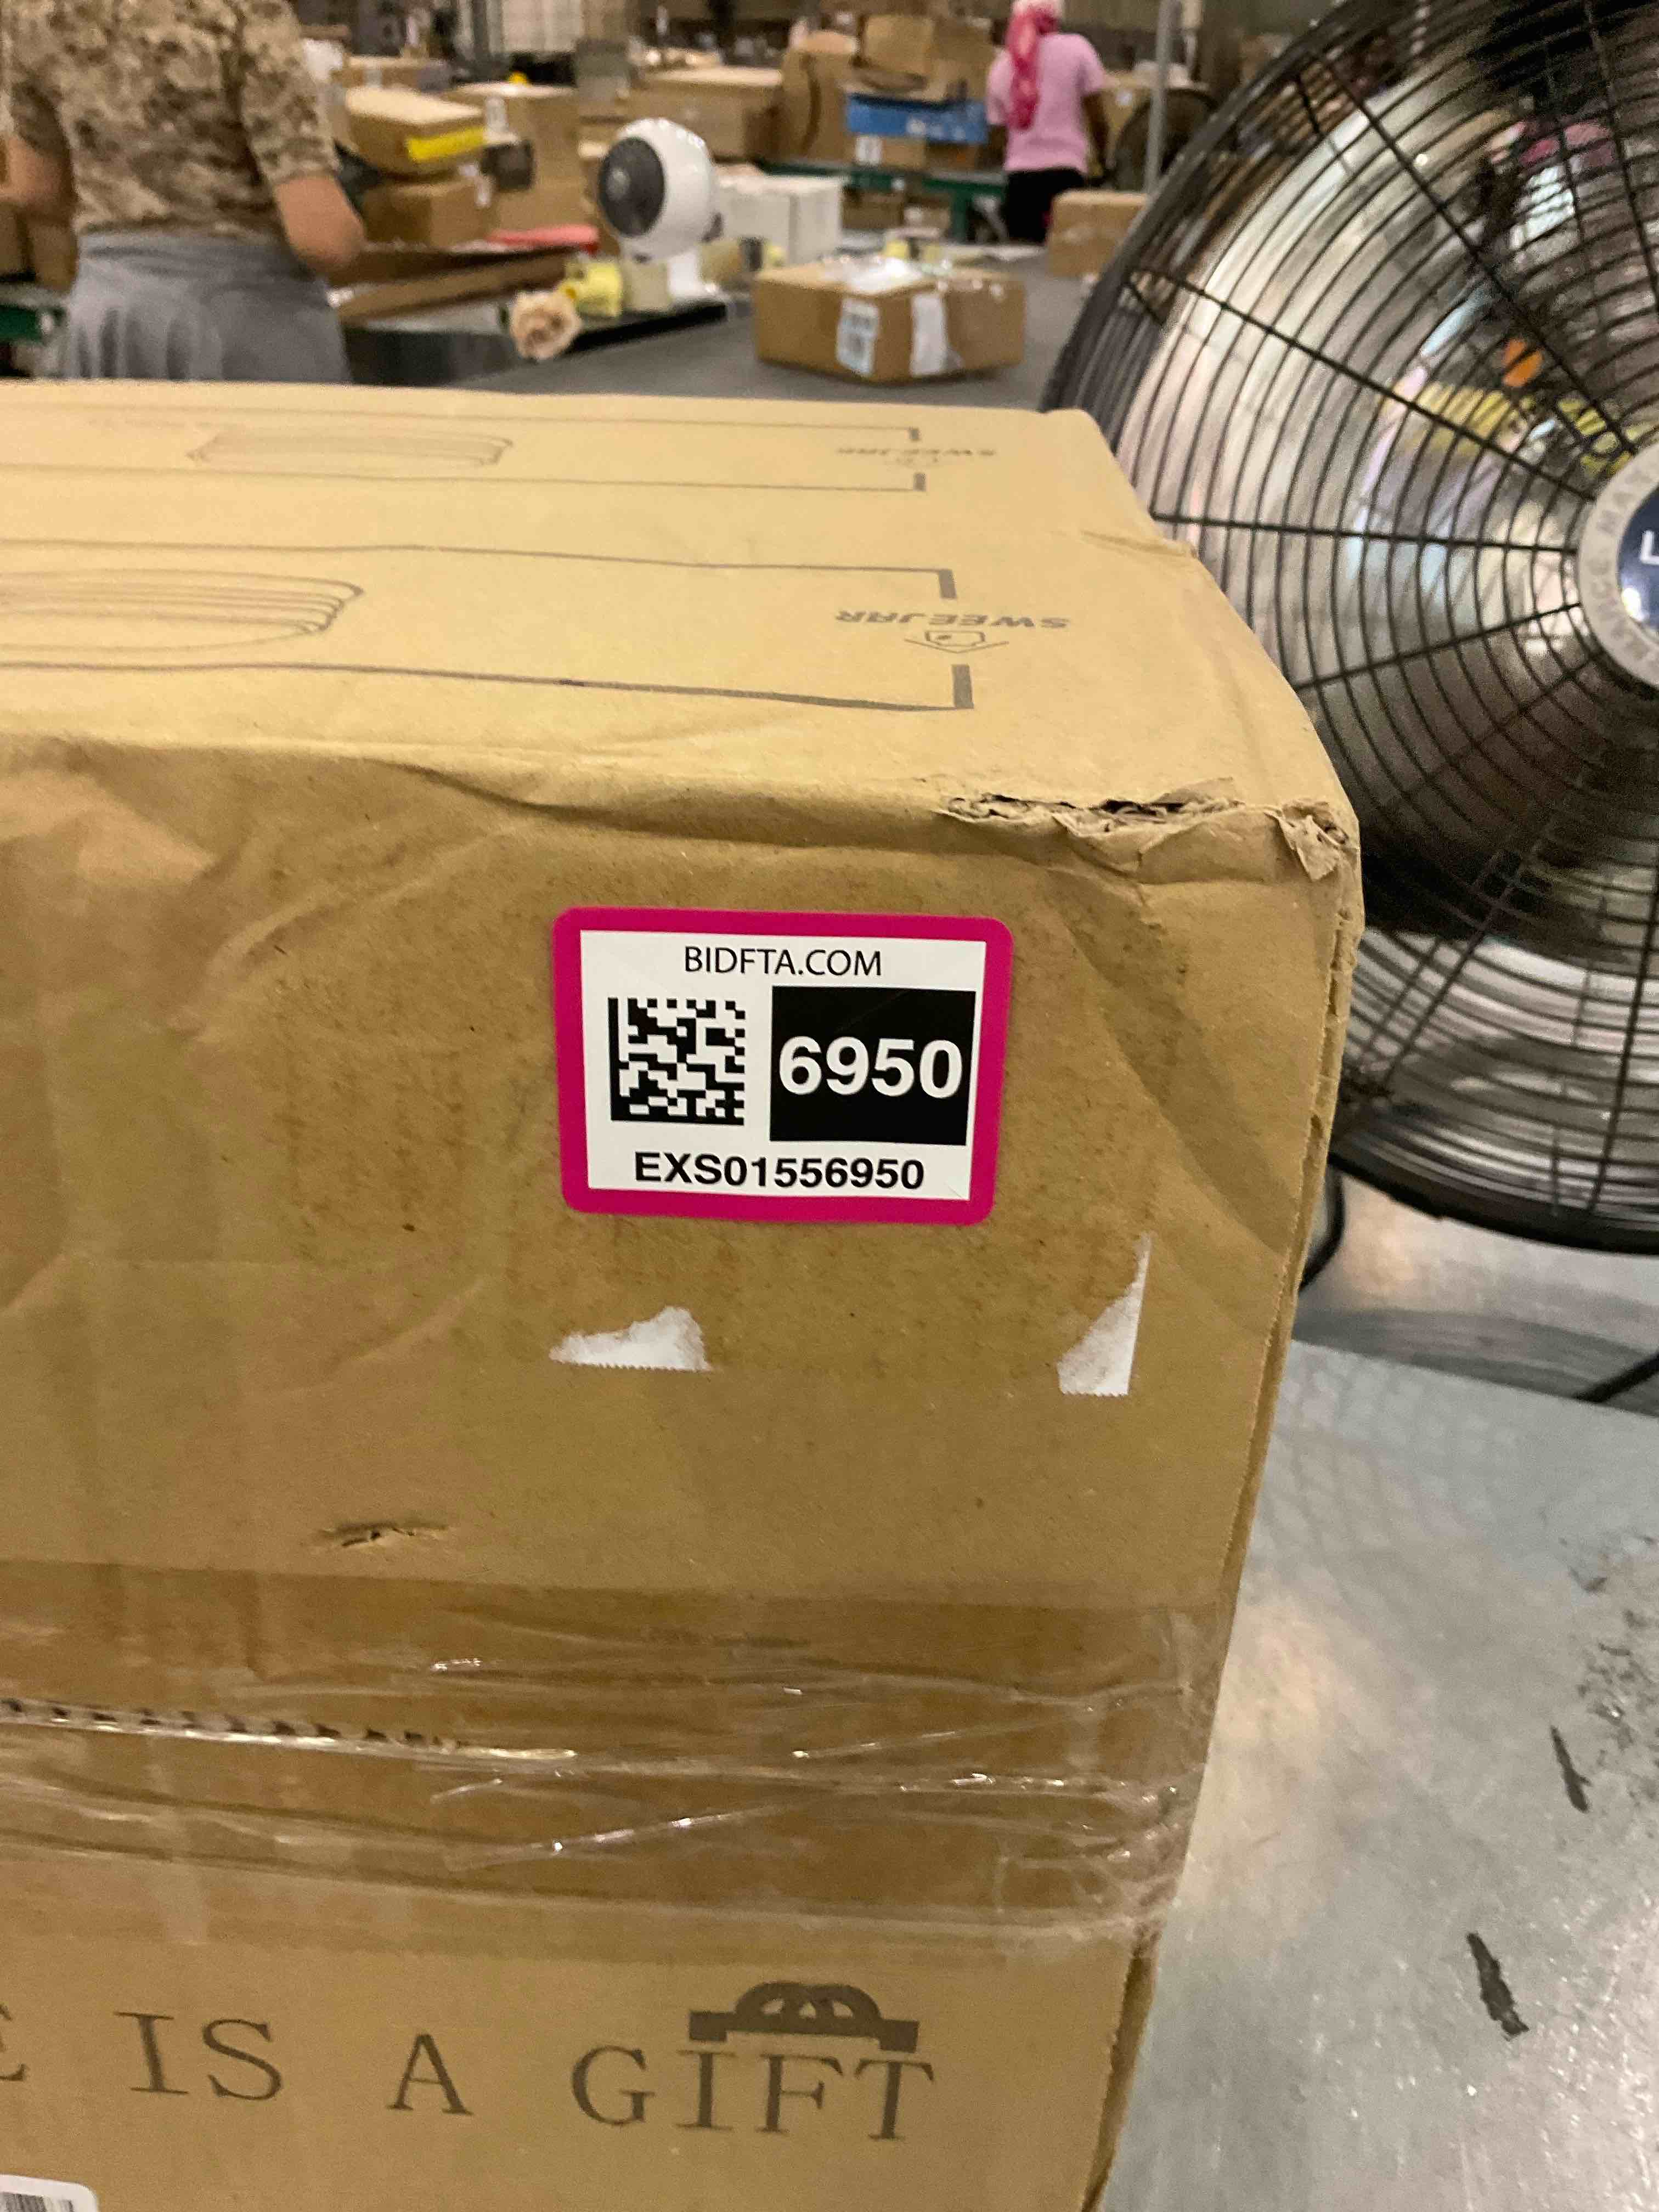 SWEEJAR
SWEEJAR
BIDFTA.COM
6950
EXS01556950
IS A GIFT